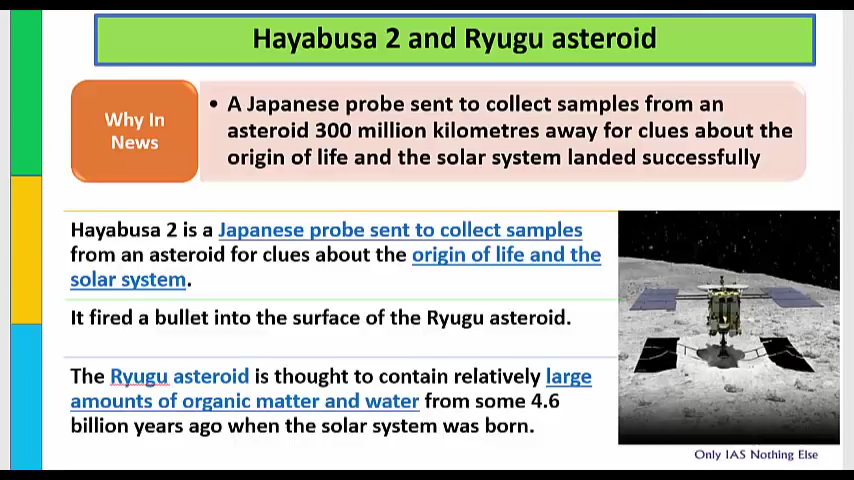 Hayabusa 2 and Ryugu asteroid
Why In
News
• A Japanese probe sent to collect samples from an
asteroid 300 million kilometres away for clues about the
origin of life and the solar system landed successfully
Hayabusa 2 is a Japanese probe sent to collect samples
from an asteroid for clues about the origin of life and the
solar system.
It fired a bullet into the surface of the Ryugu asteroid.
The Ryugu asteroid is thought to contain relatively large
amounts of organic matter and water from some 4.6
billion years ago when the solar system was born.
Only IAS Nothing Else